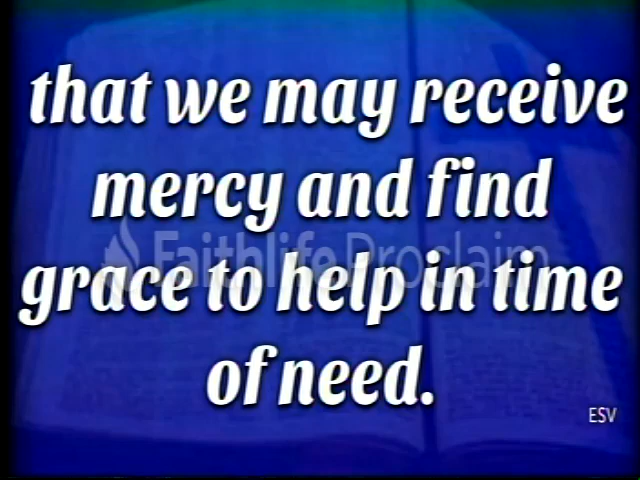 that we may receive
mercy and find
Faithlife Proclaim
grace to help in time
of need.
ESV